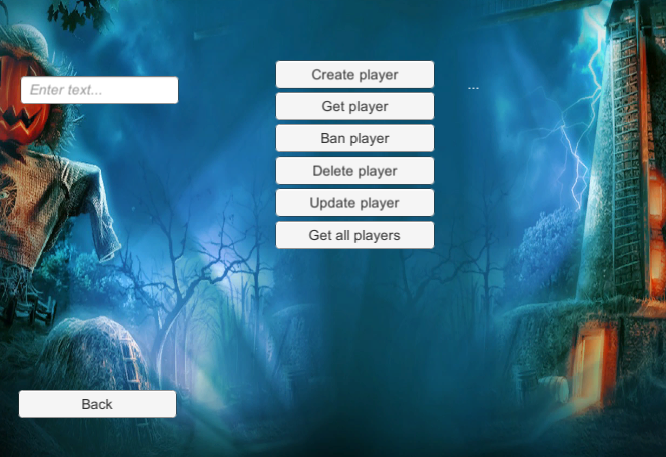 Enter text...
Create player
Get player
Ban player
Delete player
Update player
Get all players
...
Back